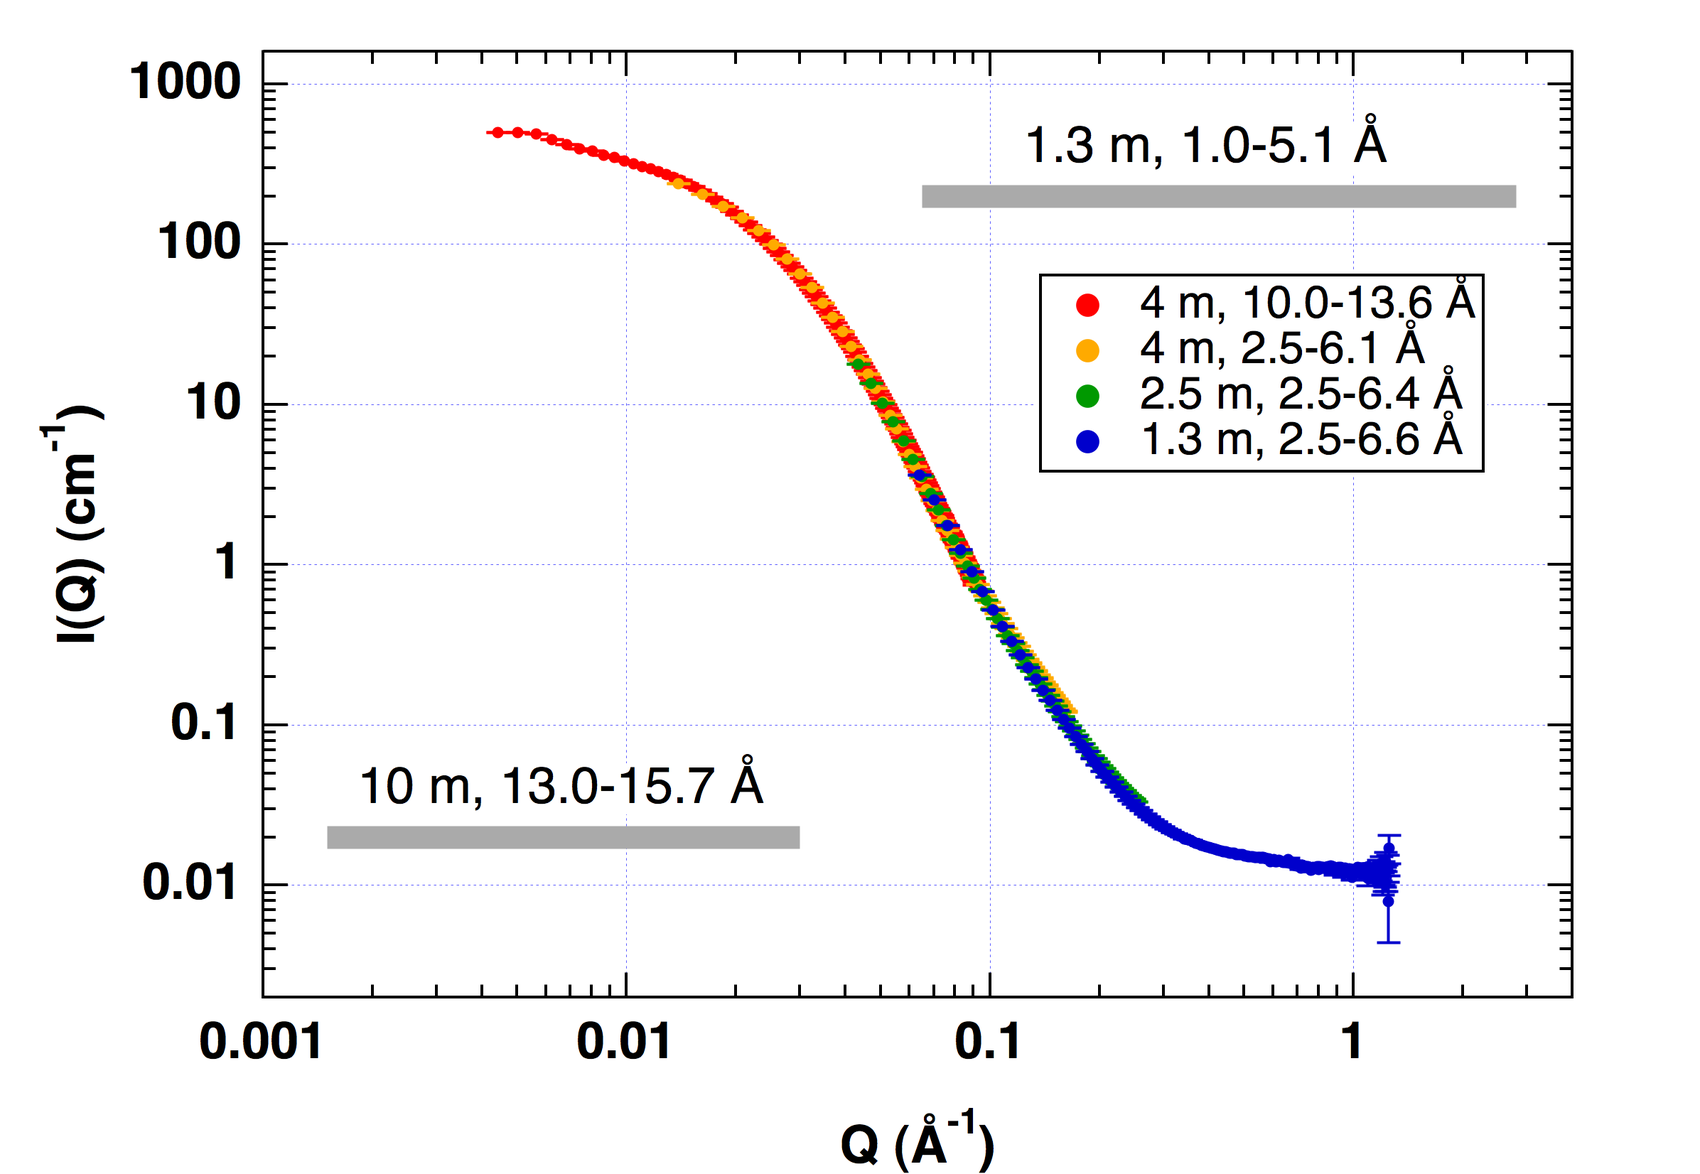 1000
100
10
1
0.1
0.01
I(Q) (cm-1)
1.3 m, 1.0-5.1 Å
4 m, 10.0-13.6 Å
4 m, 2.5-6.1 Å
2.5 m, 2.5-6.4 Å
1.3 m, 2.5-6.6 Å
10 m, 13.0-15.7 Å
0.001 0.01 0.1 1
Q (Å-1)